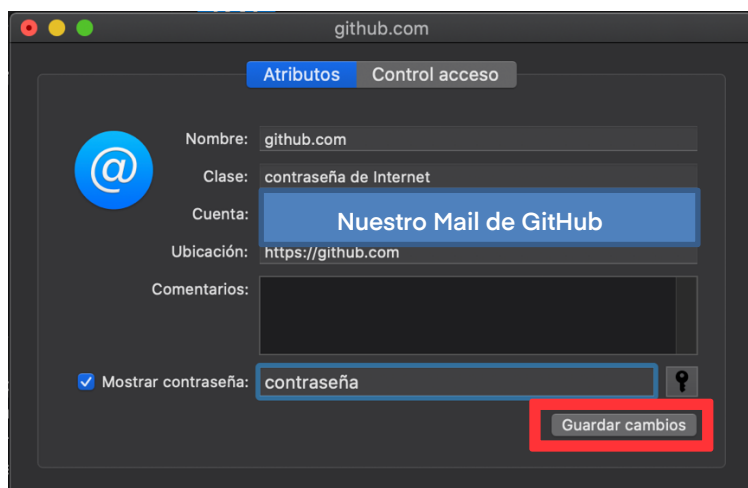 github.com
Atributos Control acceso
Nombre: github.com
Clase: contraseña de Internet
Cuenta: Nuestro Mail de GitHub
Ubicación: https://github.com
Comentarios:
Mostrar contraseña: contraseña
Guardar cambios